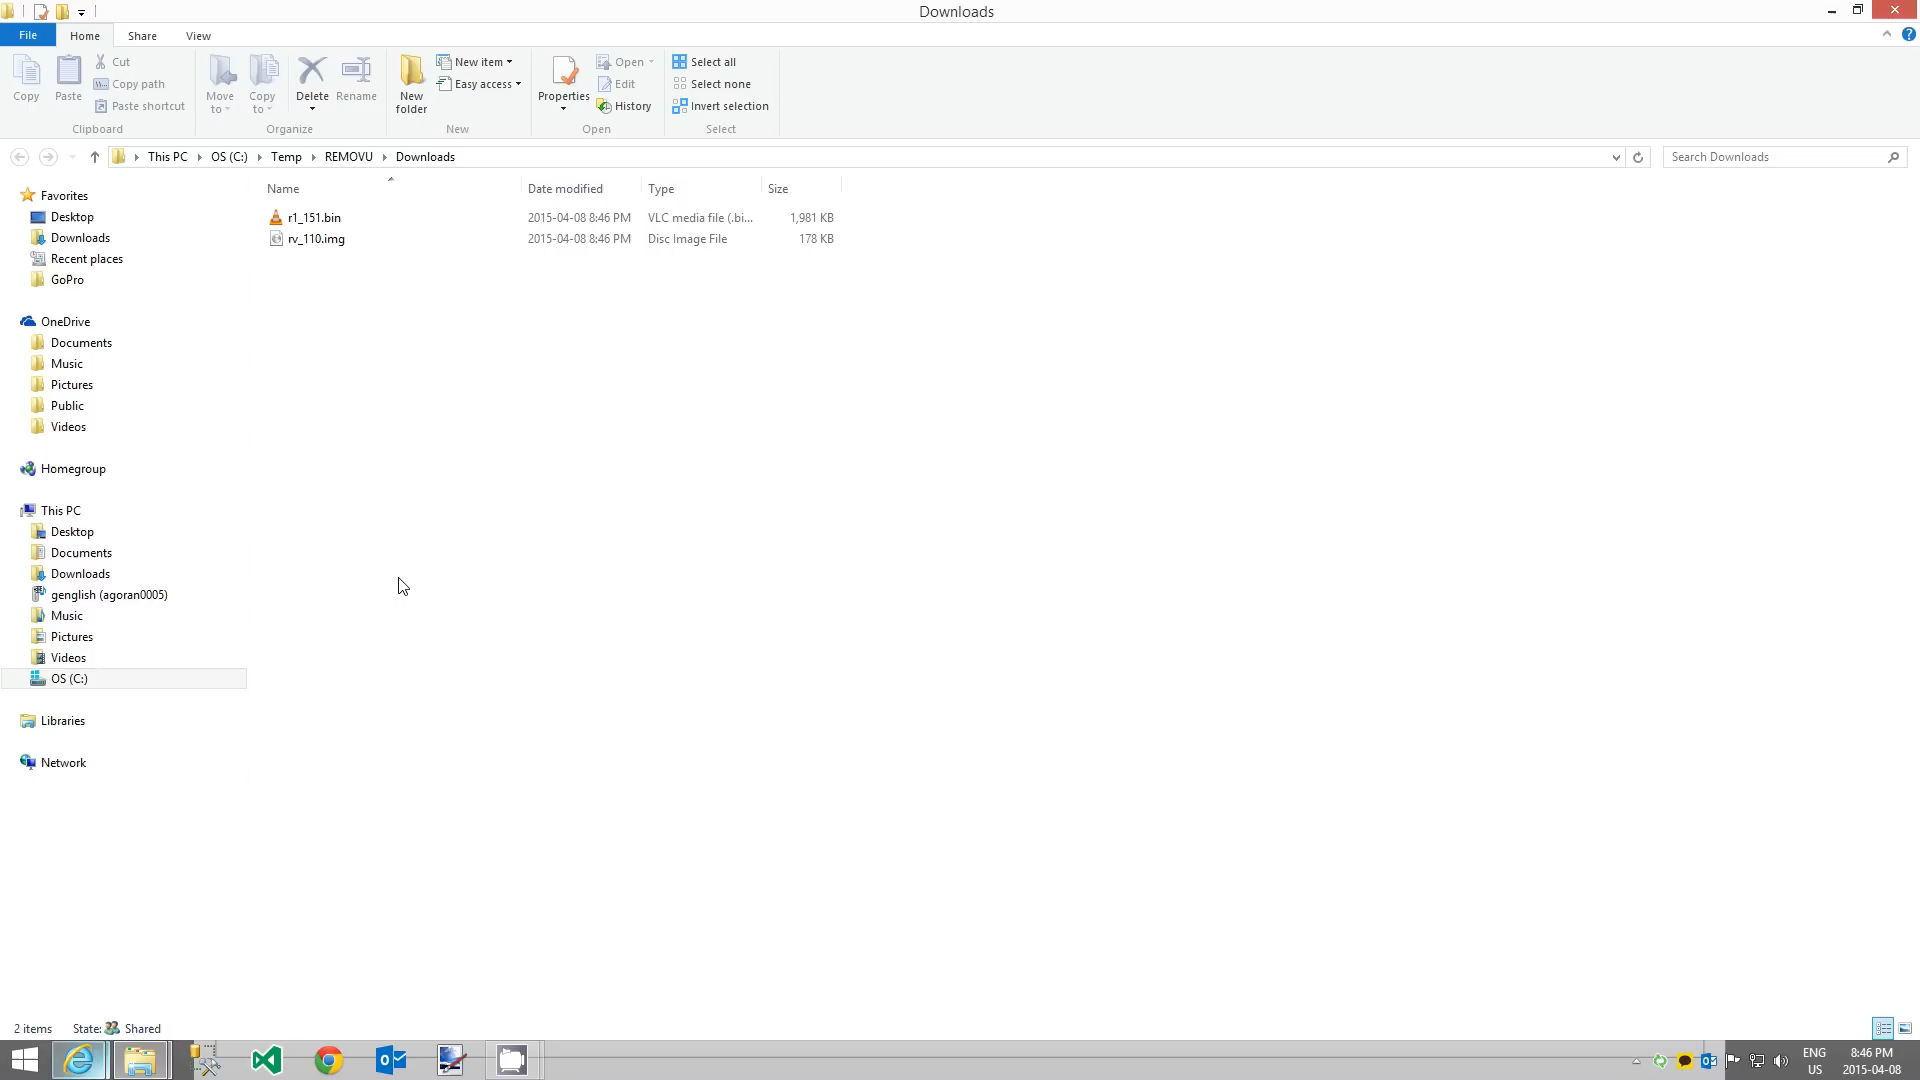 Downloads
File Home Share View
Copy
Paste
Cut
Copy path
Paste shortcut
Clipboard
Move to
Copy to
Delete
Rename
Organize
New folder
New item
Easy access
New
Properties
Open
Edit
History
Open
Select all
Select none
Invert selection
Select
This PC OS (C:) Temp REMOVU Downloads
Search Downloads
Favorites
Desktop
Downloads
Recent places
GoPro
OneDrive
Documents
Music
Pictures
Public
Videos
Homegroup
This PC
Desktop
Documents
Downloads
genglish (agoran0005)
Music
Pictures
Videos
OS (C:)
Libraries
Network
Name Date modified Type Size
r1_151.bin 2015-04-08 8:46 PM VLC media file (.bi... 1,981 KB
rv_110.img 2015-04-08 8:46 PM Disc Image File 178 KB
2 items State: Shared
ENG
US
8:46 PM
2015-04-08